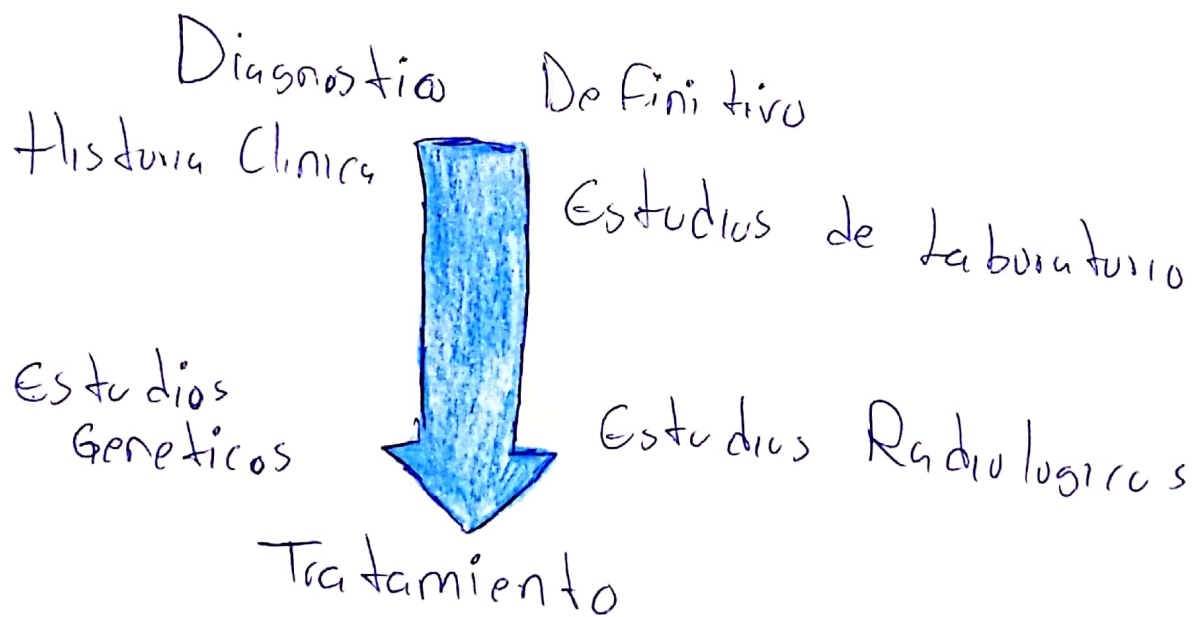 Diagnostico Definitivo
Historia Clinica
Estudios de Laboratorio
Estudios
Geneticos
Estudios Radiologicos
Tratamiento